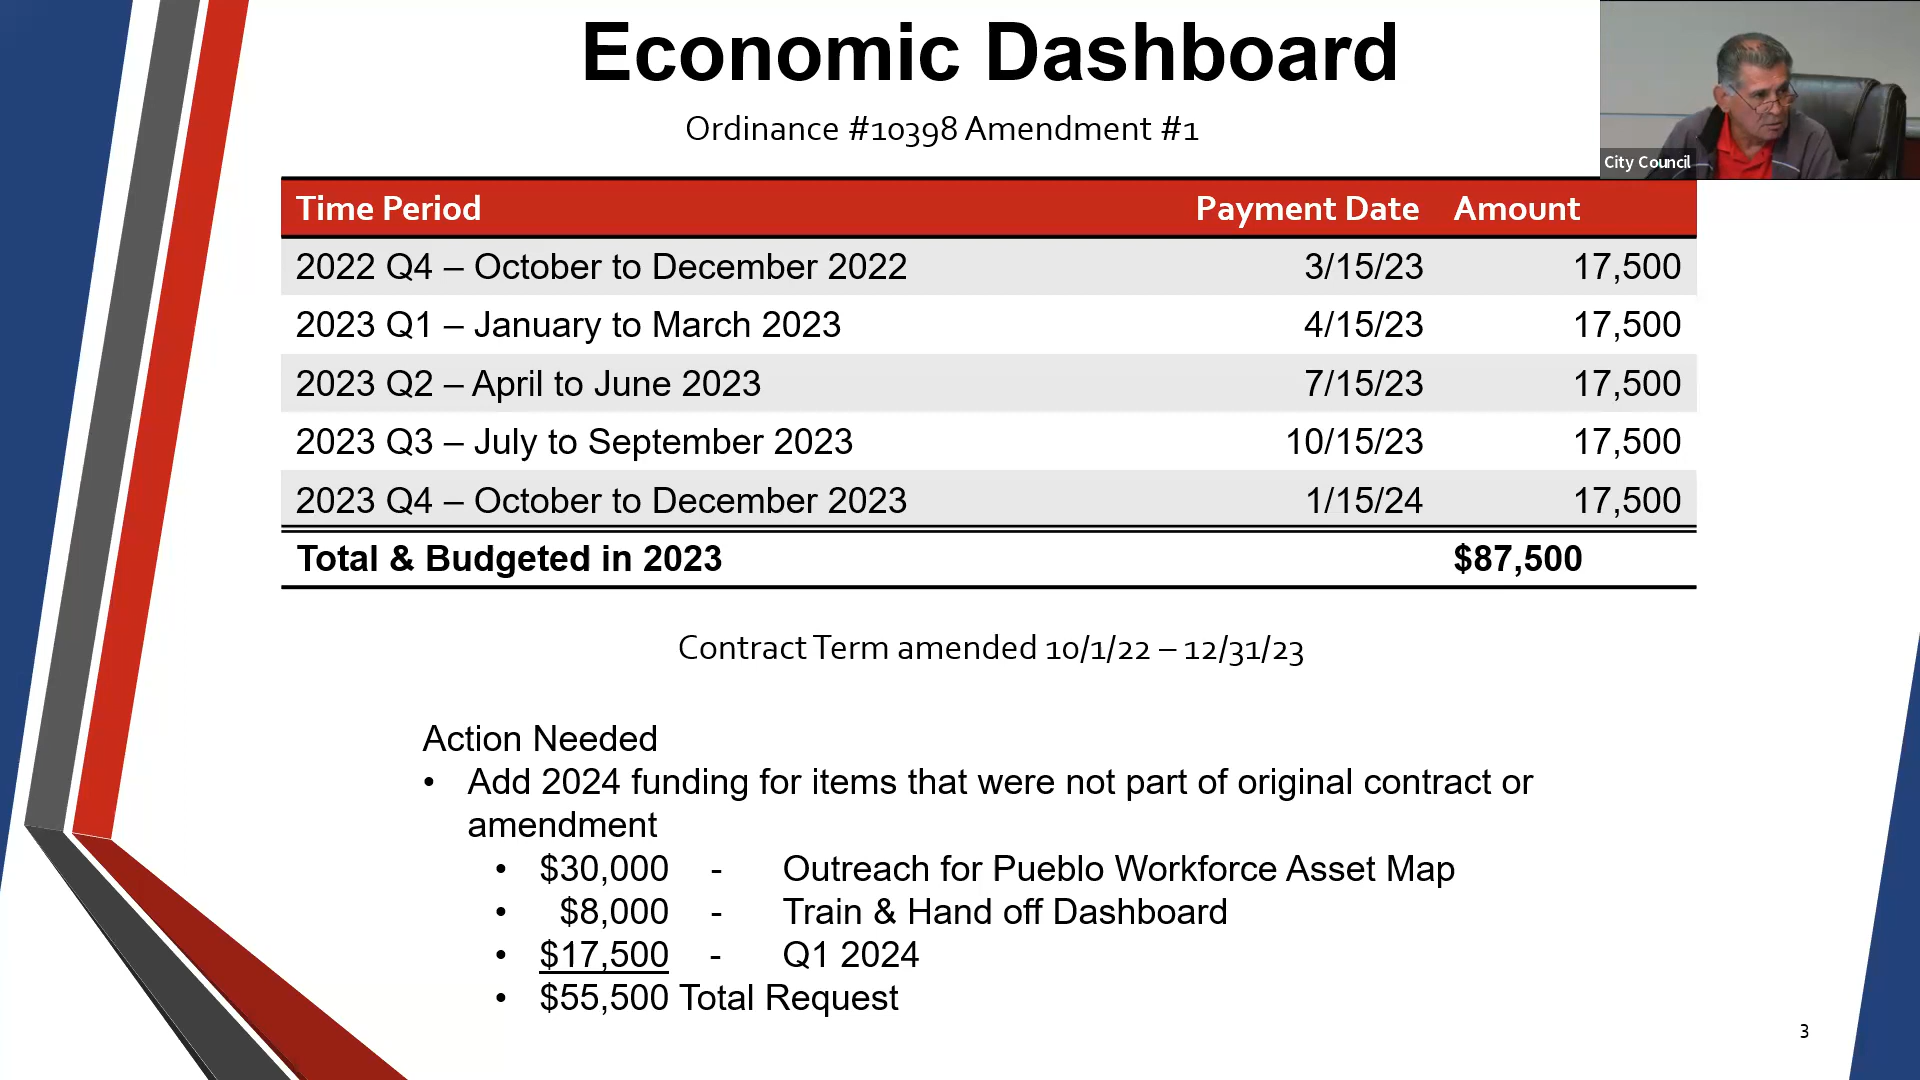 Economic Dashboard
Ordinance #10398 Amendment #1
City Council
Time Period Payment Date Amount
2022 Q4 – October to December 2022 3/15/23 17,500
2023 Q1 – January to March 2023 4/15/23 17,500
2023 Q2 – April to June 2023 7/15/23 17,500
2023 Q3 – July to September 2023 10/15/23 17,500
2023 Q4 – October to December 2023 1/15/24 17,500
Total & Budgeted in 2023 $87,500
Contract Term amended 10/1/22 – 12/31/23
Action Needed
• Add 2024 funding for items that were not part of original contract or
amendment
• $30,000 - Outreach for Pueblo Workforce Asset Map
• $8,000 - Train & Hand off Dashboard
• $17,500 - Q1 2024
• $55,500 Total Request
3